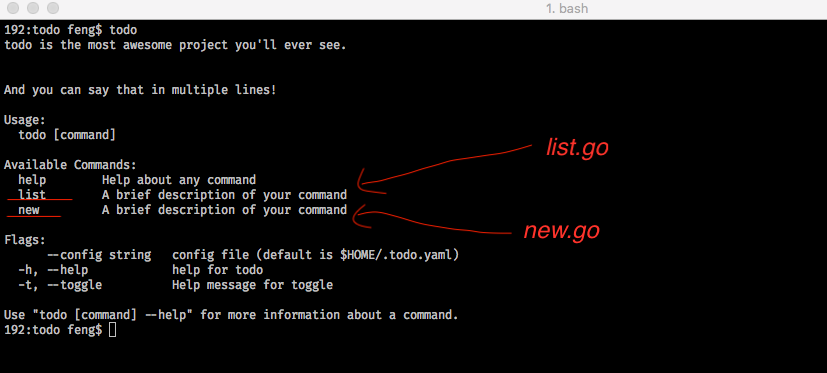 1. bash
192:todo feng$ todo
todo is the most awesome project you'll ever see.
And you can say that in multiple lines!
Usage:
  todo [command]
Available Commands:
  help        Help about any command
  list        A brief description of your command
  new         A brief description of your command
list.go
new.go
Flags:
      --config string   config file (default is $HOME/.todo.yaml)
  -h, --help            help for todo
  -t, --toggle          Help message for toggle
Use "todo [command] --help" for more information about a command.
192:todo feng$